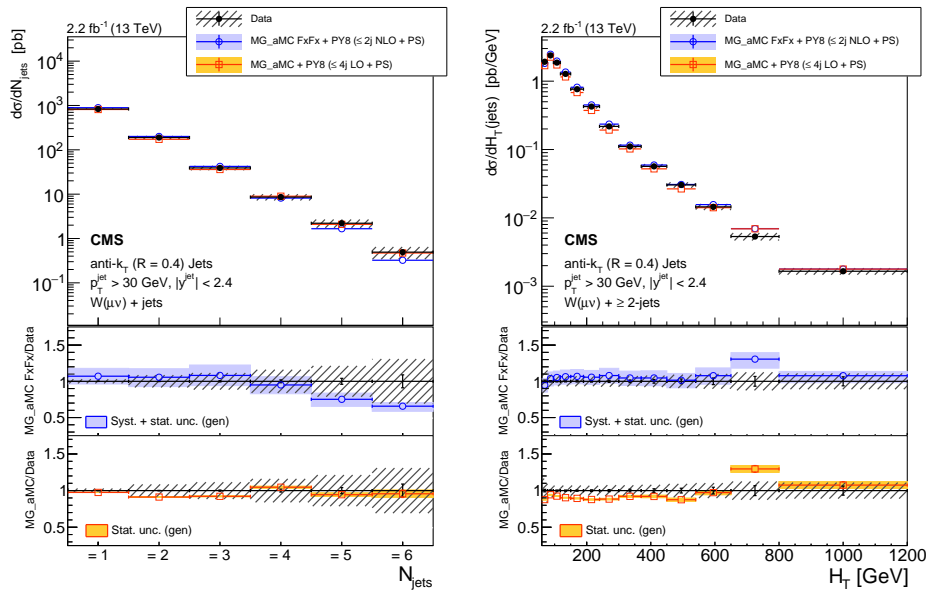 2.2 fb⁻¹ (13 TeV)
Data
MG_aMC FxFx + PY8 (≤ 2j NLO + PS)
MG_aMC + PY8 (≤ 4j LO + PS)
dσ/dN_jets [pb]
10⁴
10³
10²
10
1
10⁻¹
CMS
anti-k_T (R = 0.4) Jets
p_T^jet > 30 GeV, |y^jet| < 2.4
W(μν) + jets
MG_aMC FxFx/Data
1.5
1
0.5
Syst. + stat. unc. (gen)
MG_aMC/Data
1.5
1
0.5
Stat. unc. (gen)
= 1 = 2 = 3 = 4 = 5 = 6
N_jets
2.2 fb⁻¹ (13 TeV)
Data
MG_aMC FxFx + PY8 (≤ 2j NLO + PS)
MG_aMC + PY8 (≤ 4j LO + PS)
dσ/dH_T(jets) [pb/GeV]
1
10⁻¹
10⁻²
10⁻³
CMS
anti-k_T (R = 0.4) Jets
p_T^jet > 30 GeV, |y^jet| < 2.4
W(μν) + ≥ 2-jets
MG_aMC FxFx/Data
1.5
1
0.5
Syst. + stat. unc. (gen)
MG_aMC/Data
1.5
1
0.5
Stat. unc. (gen)
200 400 600 800 1000 1200
H_T [GeV]